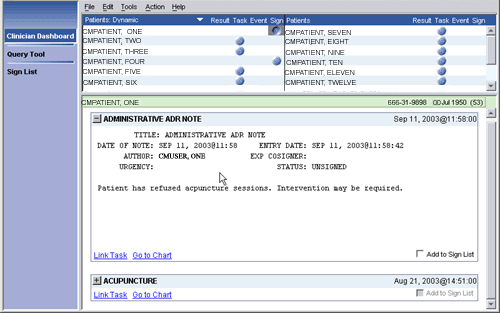 File Edit Tools Action Help
Clinician Dashboard
Query Tool
Sign List
Patients: Dynamic Result Task Event Sign
CMPATIENT, ONE
CMPATIENT, TWO
CMPATIENT, THREE
CMPATIENT, FOUR
CMPATIENT, FIVE
CMPATIENT, SIX
Patients Result Task Event Sign
CMPATIENT, SEVEN
CMPATIENT, EIGHT
CMPATIENT, NINE
CMPATIENT, TEN
CMPATIENT, ELEVEN
CMPATIENT, TWELVE
CMPATIENT, ONE 666-31-9898 00Jul 1950 (53)
ADMINISTRATIVE ADR NOTE Sep 11, 2003@11:58:00
TITLE: ADMINISTRATIVE ADR NOTE
DATE OF NOTE: SEP 11, 2003@11:58 ENTRY DATE: SEP 11, 2003@11:58:42
AUTHOR: CMUSER, ONE EXP COSIGNER:
URGENCY: STATUS: UNSIGNED
Patient has refused acpuncture sessions. Intervention may be required.
Link Task Go to Chart Add to Sign List
ACUPUNCTURE Aug 21, 2003@14:51:00
Link Task Go to Chart Add to Sign List